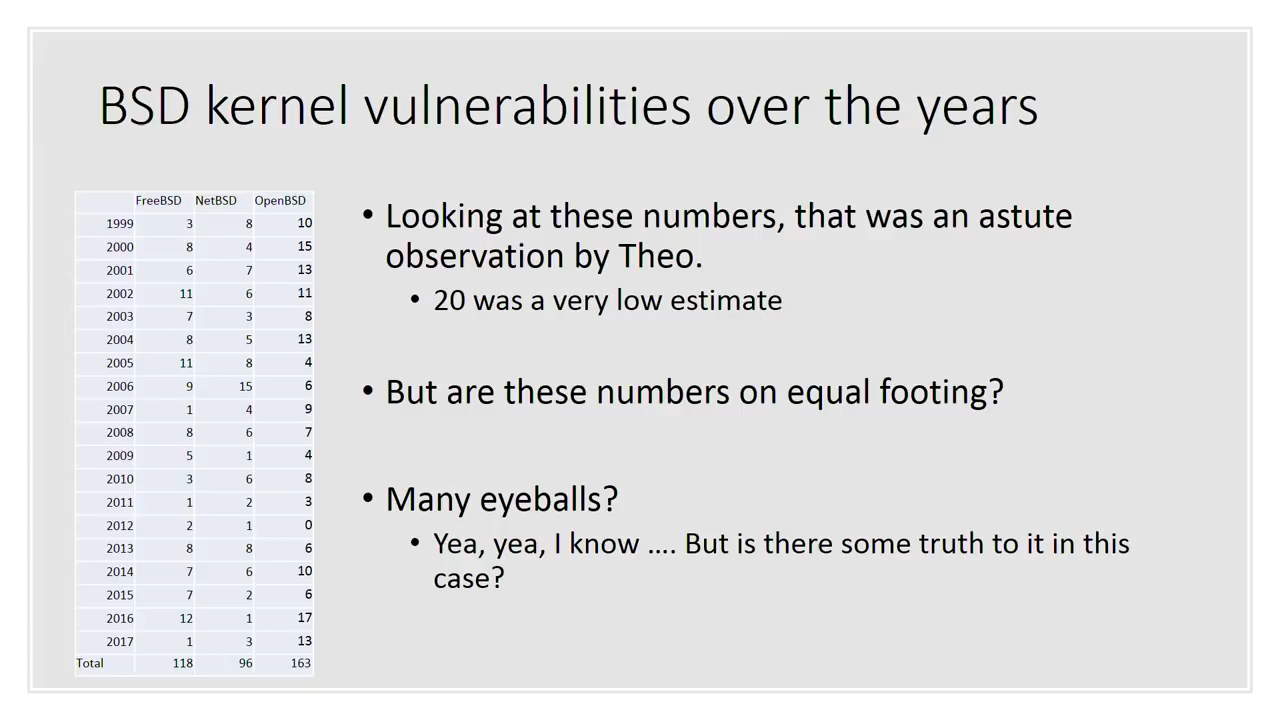 BSD kernel vulnerabilities over the years
FreeBSD NetBSD OpenBSD
1999 3 8 10
2000 8 4 15
2001 6 7 13
2002 11 6 11
2003 7 3 8
2004 8 5 13
2005 11 8 4
2006 9 15 6
2007 1 4 9
2008 8 6 7
2009 5 1 4
2010 3 6 8
2011 1 2 3
2012 2 1 0
2013 8 8 6
2014 7 6 10
2015 7 2 6
2016 12 1 17
2017 1 3 13
Total 118 96 163
• Looking at these numbers, that was an astute
observation by Theo.
• 20 was a very low estimate
• But are these numbers on equal footing?
• Many eyeballs?
• Yea, yea, I know …. But is there some truth to it in this
case?